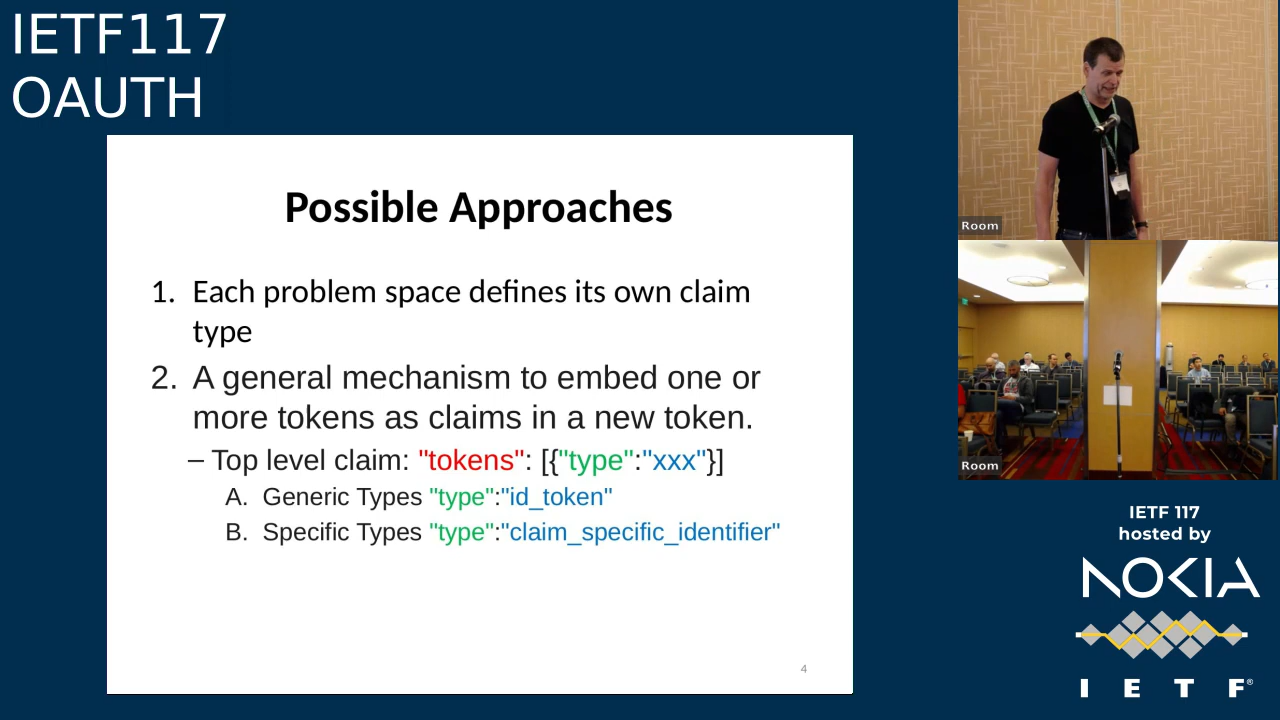 IETF117
OAUTH
Possible Approaches
1. Each problem space defines its own claim
type
2. A general mechanism to embed one or
more tokens as claims in a new token.
– Top level claim: "tokens": [{"type":"xxx"}]
A. Generic Types "type":"id_token"
B. Specific Types "type":"claim_specific_identifier"
4
Room
Room
IETF 117
hosted by
NOKIA
I E T F®